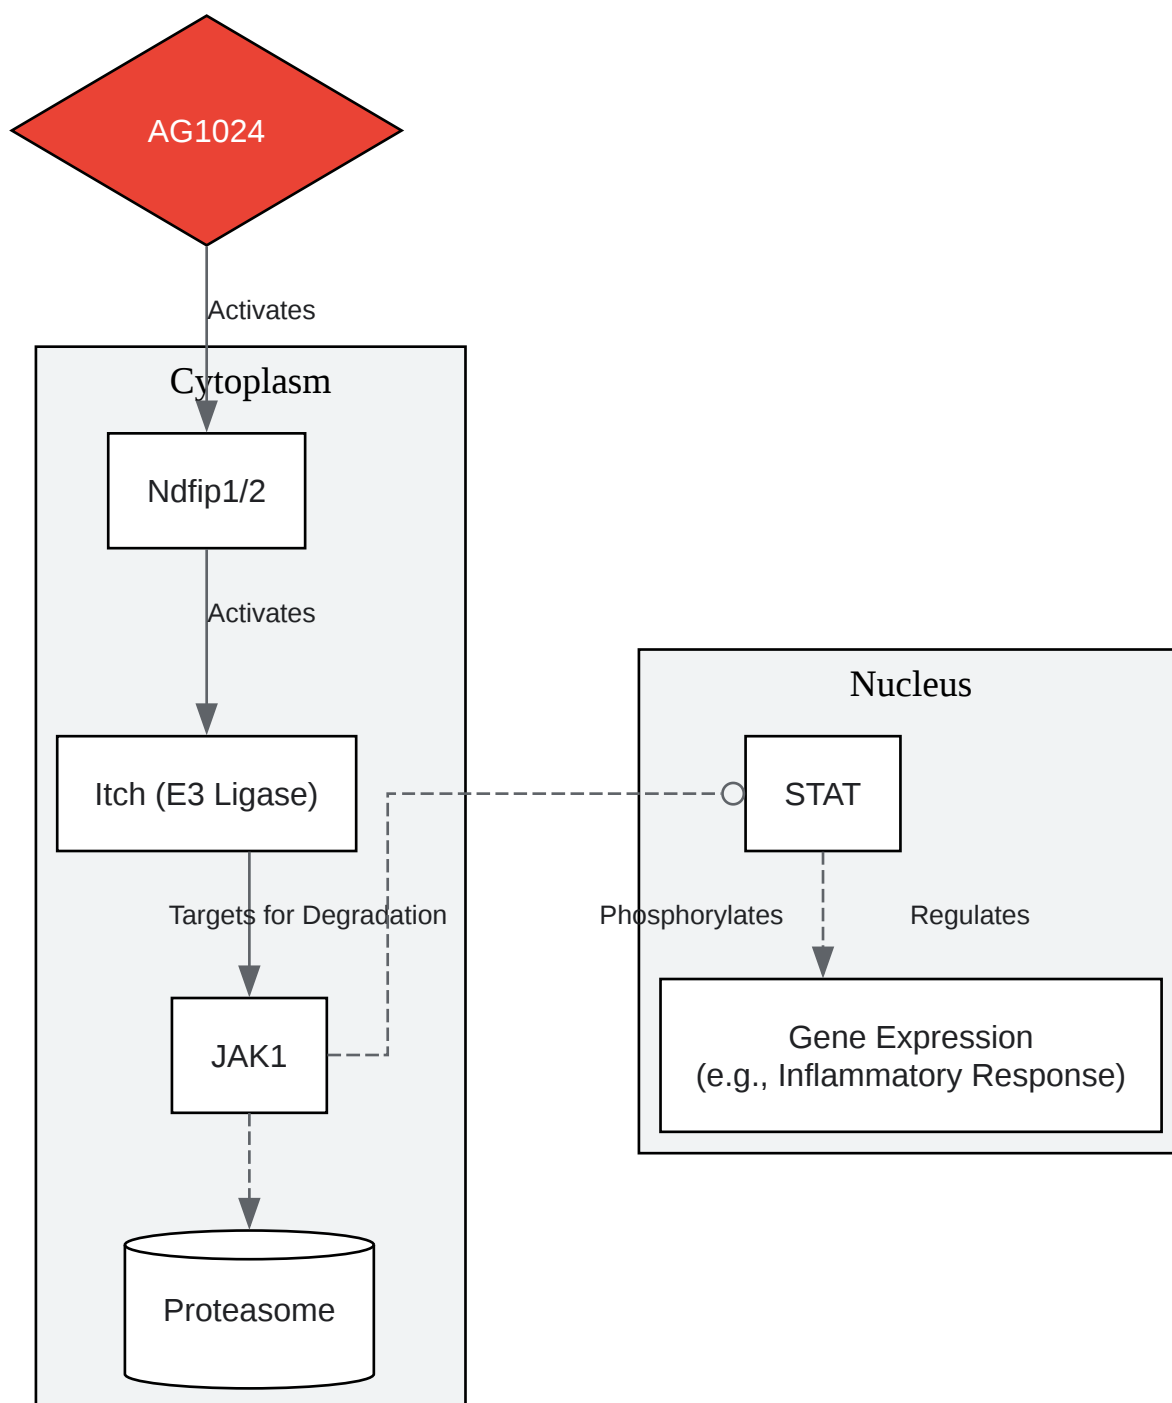 AG1024
Activates
Cytoplasm
Ndfip1/2
Activates
Itch (E3 Ligase)
Nucleus
STAT
Targets for Degradation
Phosphorylates
Regulates
JAK1
Gene Expression
(e.g., Inflammatory Response)
Proteasome